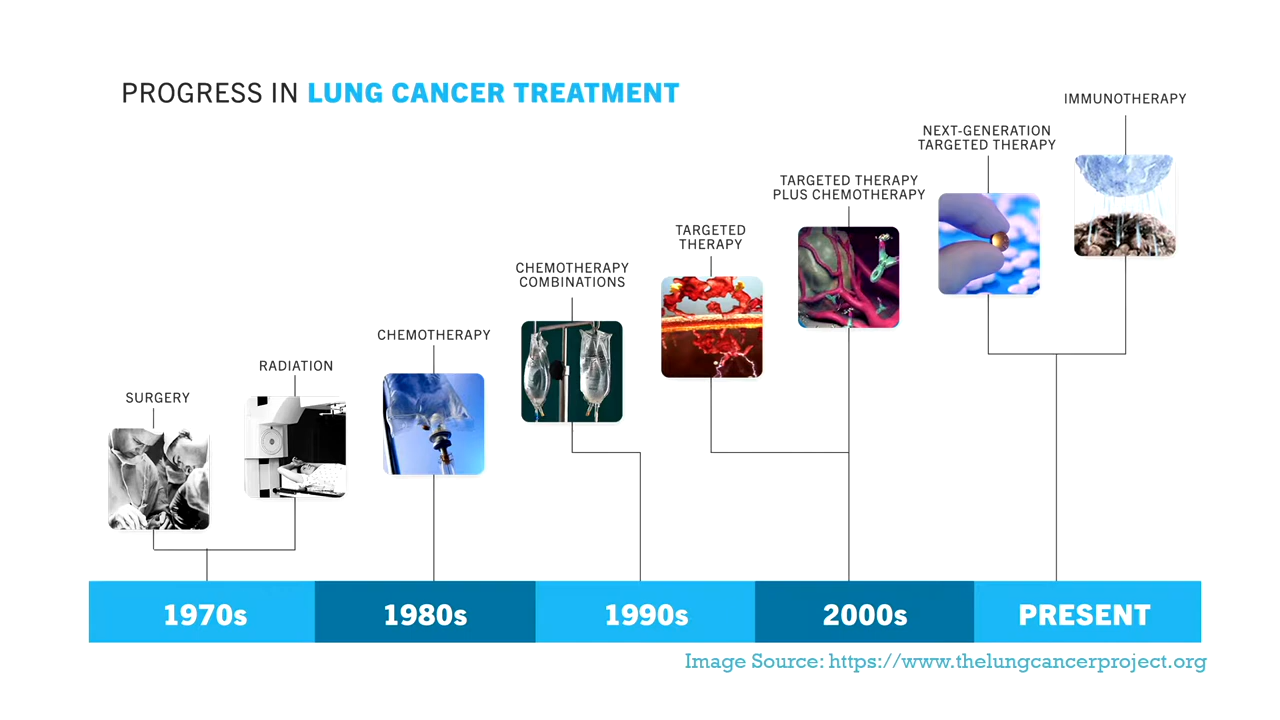 PROGRESS IN LUNG CANCER TREATMENT
SURGERY
RADIATION
CHEMOTHERAPY
CHEMOTHERAPY
COMBINATIONS
TARGETED
THERAPY
TARGETED THERAPY
PLUS CHEMOTHERAPY
NEXT-GENERATION
TARGETED THERAPY
IMMUNOTHERAPY
1970s
1980s
1990s
2000s
PRESENT
Image Source: https://www.thelungcancerproject.org